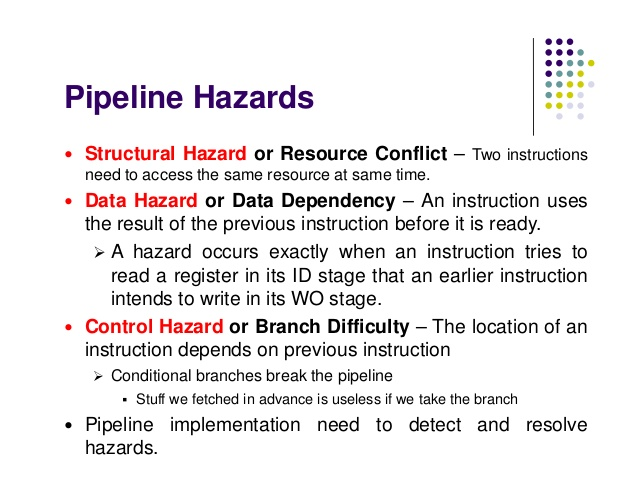 Pipeline Hazards
• Structural Hazard or Resource Conflict – Two instructions
need to access the same resource at same time.
• Data Hazard or Data Dependency – An instruction uses
the result of the previous instruction before it is ready.
➢ A hazard occurs exactly when an instruction tries to
read a register in its ID stage that an earlier instruction
intends to write in its WO stage.
• Control Hazard or Branch Difficulty – The location of an
instruction depends on previous instruction
➢ Conditional branches break the pipeline
▪ Stuff we fetched in advance is useless if we take the branch
• Pipeline implementation need to detect and resolve
hazards.